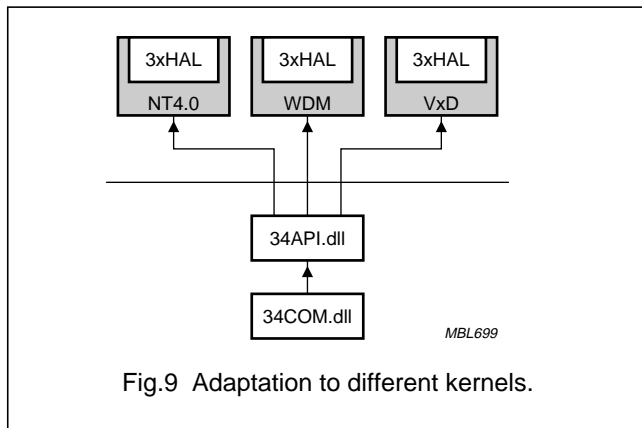 3xHAL 3xHAL 3xHAL
NT4.0 WDM VxD
34API.dll
34COM.dll
MBL699
Fig.9 Adaptation to different kernels.